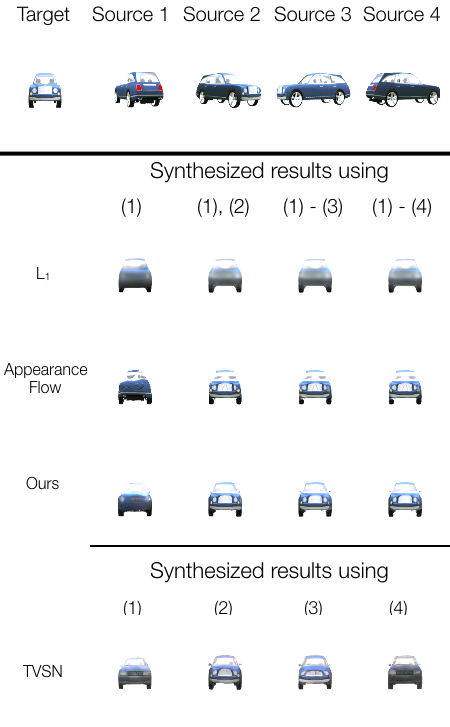 Target Source 1 Source 2 Source 3 Source 4
Synthesized results using
(1) (1), (2) (1) - (3) (1) - (4)
L₁
Appearance
Flow
Ours
Synthesized results using
(1) (2) (3) (4)
TVSN